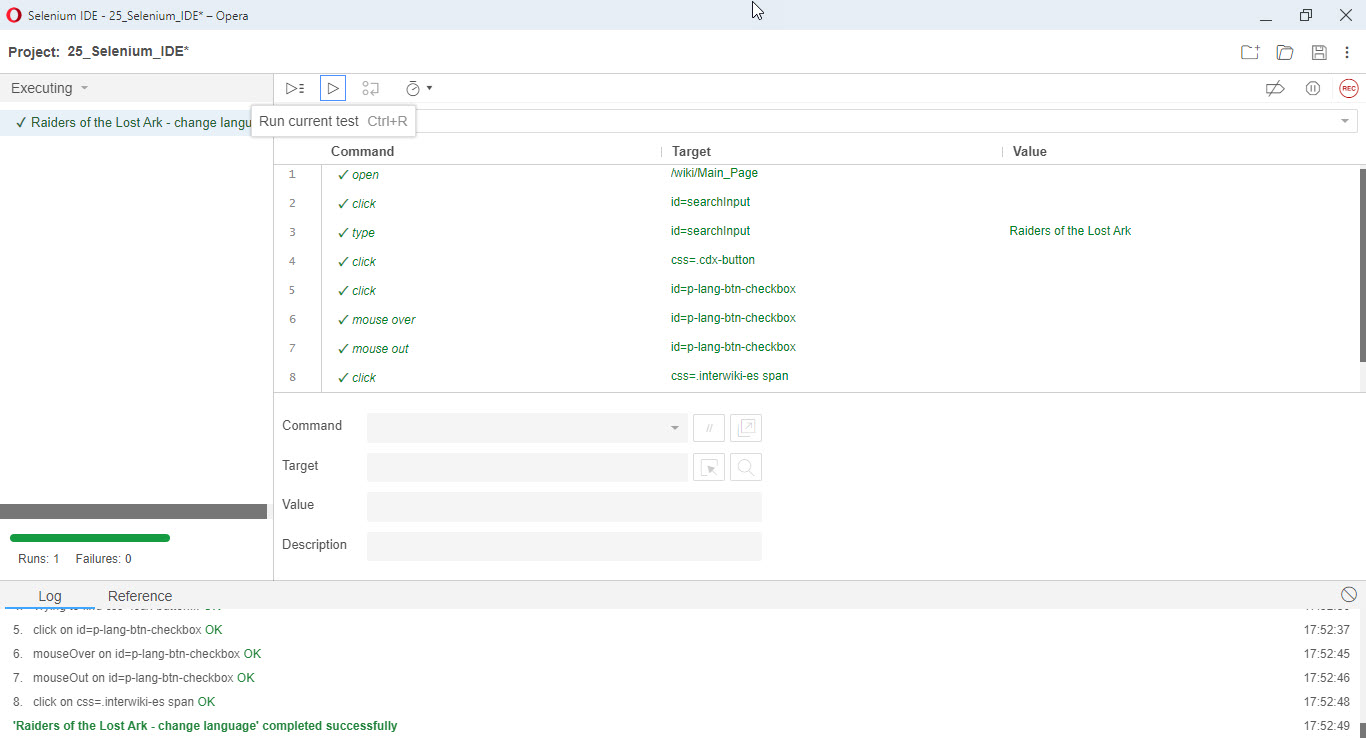 Selenium IDE - 25_Selenium_IDE* – Opera
Project: 25_Selenium_IDE*
Executing
✓ Raiders of the Lost Ark - change langu
Run current test Ctrl+R
REC
Command Target Value
1 ✓ open /wiki/Main_Page
2 ✓ click id=searchInput
3 ✓ type id=searchInput Raiders of the Lost Ark
4 ✓ click css=.cdx-button
5 ✓ click id=p-lang-btn-checkbox
6 ✓ mouse over id=p-lang-btn-checkbox
7 ✓ mouse out id=p-lang-btn-checkbox
8 ✓ click css=.interwiki-es span
Command //
Target
Value
Description
Runs: 1 Failures: 0
Log Reference
5. click on id=p-lang-btn-checkbox OK 17:52:37
6. mouseOver on id=p-lang-btn-checkbox OK 17:52:45
7. mouseOut on id=p-lang-btn-checkbox OK 17:52:46
8. click on css=.interwiki-es span OK 17:52:48
'Raiders of the Lost Ark - change language' completed successfully 17:52:49